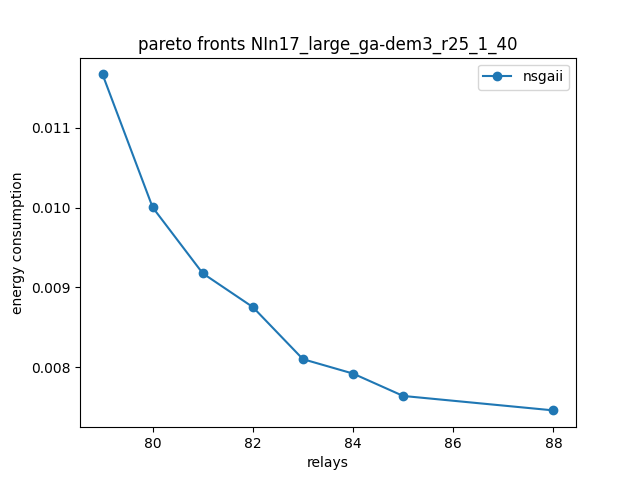 pareto fronts NIn17_large_ga-dem3_r25_1_40
nsgaii
0.011
0.010
0.009
0.008
energy consumption
80 82 84 86 88
relays